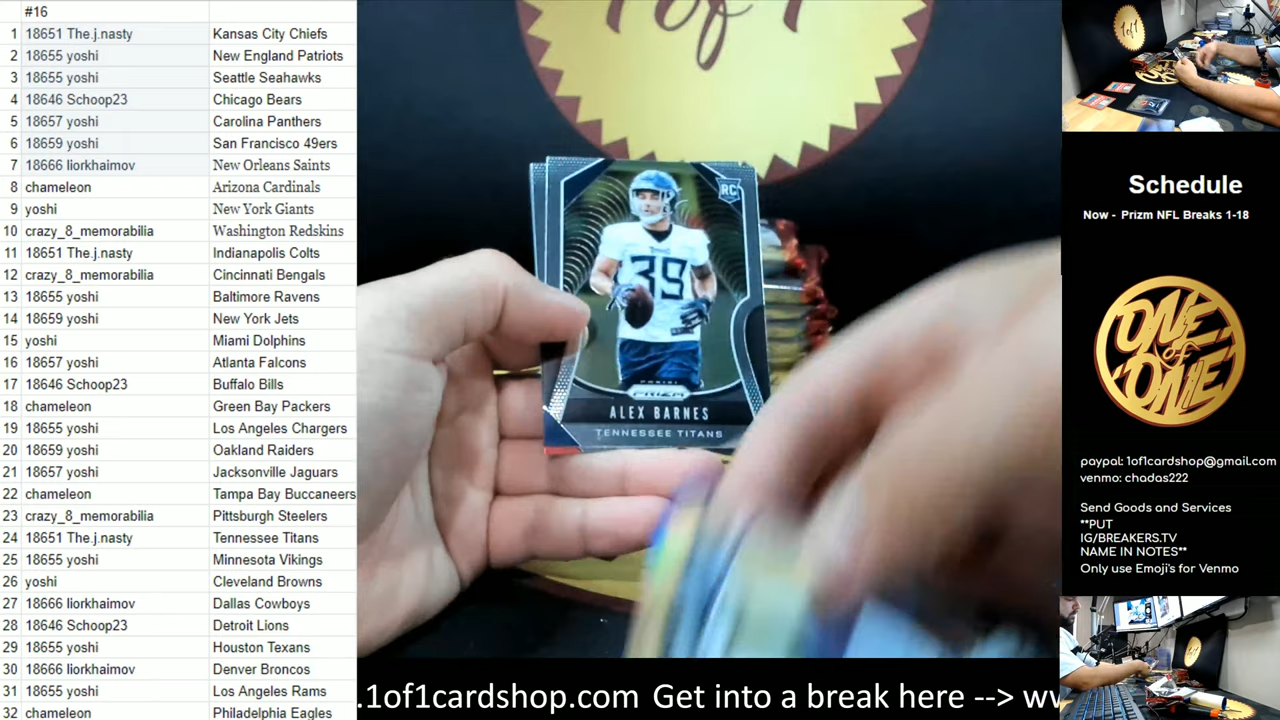 #16
1 18651 The.j.nasty Kansas City Chiefs
2 18655 yoshi New England Patriots
3 18655 yoshi Seattle Seahawks
4 18646 Schoop23 Chicago Bears
5 18657 yoshi Carolina Panthers
6 18659 yoshi San Francisco 49ers
7 18666 liorkhaimov New Orleans Saints
8 chameleon Arizona Cardinals
9 yoshi New York Giants
10 crazy_8_memorabilia Washington Redskins
11 18651 The.j.nasty Indianapolis Colts
12 crazy_8_memorabilia Cincinnati Bengals
13 18655 yoshi Baltimore Ravens
14 18659 yoshi New York Jets
15 yoshi Miami Dolphins
16 18657 yoshi Atlanta Falcons
17 18646 Schoop23 Buffalo Bills
18 chameleon Green Bay Packers
19 18655 yoshi Los Angeles Chargers
20 18659 yoshi Oakland Raiders
21 18657 yoshi Jacksonville Jaguars
22 chameleon Tampa Bay Buccaneers
23 crazy_8_memorabilia Pittsburgh Steelers
24 18651 The.j.nasty Tennessee Titans
25 18655 yoshi Minnesota Vikings
26 yoshi Cleveland Browns
27 18666 liorkhaimov Dallas Cowboys
28 18646 Schoop23 Detroit Lions
29 18655 yoshi Houston Texans
30 18666 liorkhaimov Denver Broncos
31 18655 yoshi Los Angeles Rams
32 chameleon Philadelphia Eagles
1 of 1
RC
39
PANINI
PRIZM
ALEX BARNES
TENNESSEE TITANS
1of1
Schedule
Now - Prizm NFL Breaks 1-18
ONE
of
ONE
paypal: 1of1cardshop@gmail.com
venmo: chadas222
Send Goods and Services
**PUT
IG/BREAKERS.TV
NAME IN NOTES**
Only use Emoji's for Venmo
.1of1cardshop.com Get into a break here --> wv